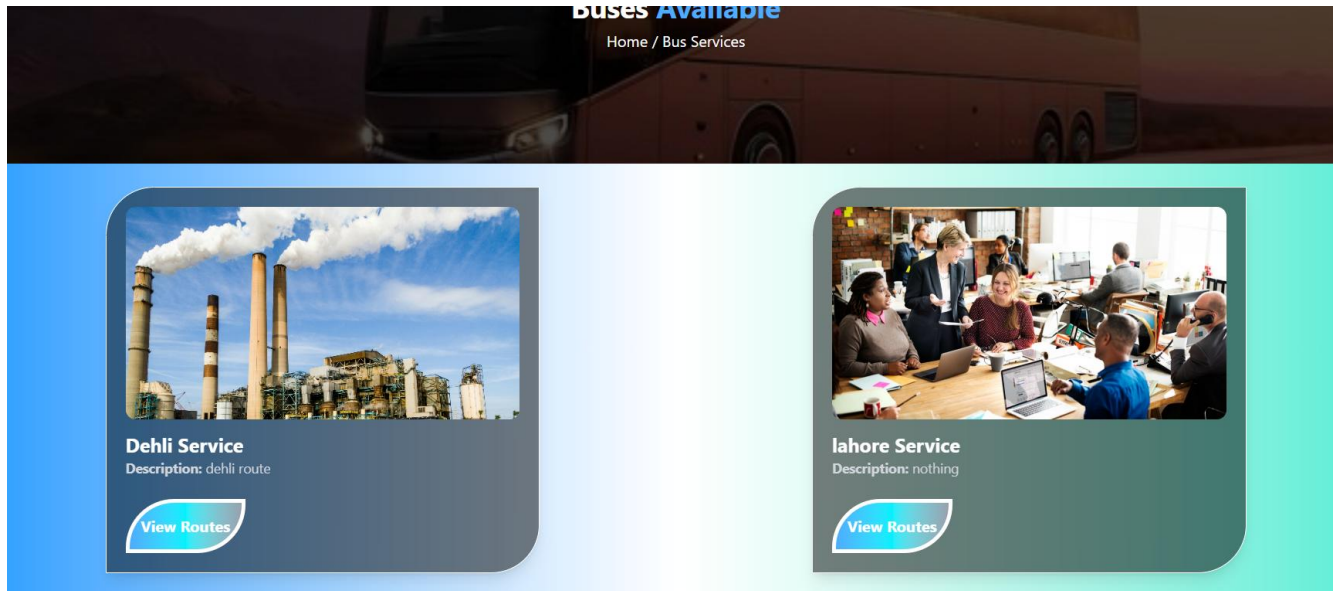 Buses Available
Home / Bus Services
Dehli Service
Description: dehli route
View Routes
lahore Service
Description: nothing
View Routes